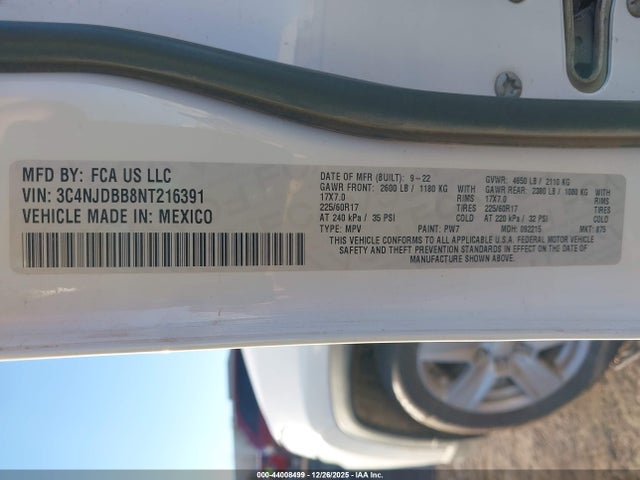 MFD BY: FCA US LLC
VIN: 3C4NJDBB8NT216391
VEHICLE MADE IN: MEXICO
DATE OF MFR (BUILT): 9-22 GVWR: 4650 LB / 2110 KG
GAWR FRONT: 2600 LB / 1180 KG GAWR REAR: 2380 LB / 1080 KG
17X7.0 RIMS 17X7.0 RIMS
225/60R17 TIRES 225/60R17 TIRES
AT 240 kPa / 35 PSI COLD AT 220 kPa / 32 PSI COLD
TYPE: MPV PAINT: PW7 MDH: 092215 MKT: 875
THIS VEHICLE CONFORMS TO ALL APPLICABLE U.S.A. FEDERAL MOTOR VEHICLE
SAFETY AND THEFT PREVENTION STANDARDS IN EFFECT ON THE DATE OF
MANUFACTURE SHOWN ABOVE.
000-44008499 - 12/26/2025 - IAA Inc.